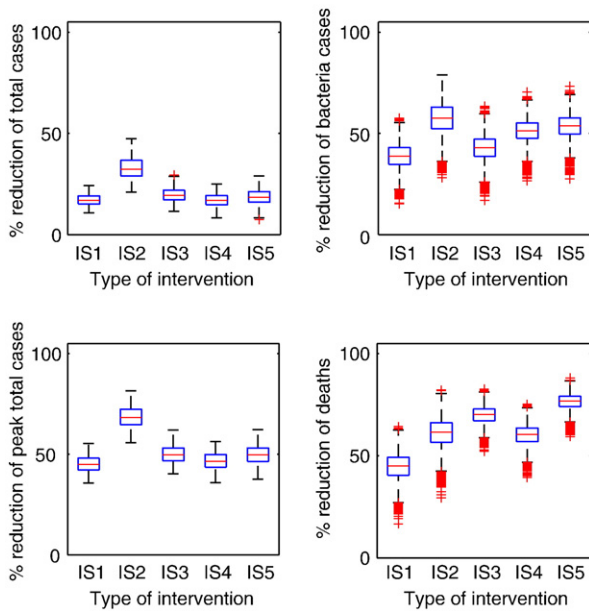 % reduction of total cases
100
50
0
IS1 IS2 IS3 IS4 IS5
Type of intervention
% reduction of bacteria cases
100
50
0
IS1 IS2 IS3 IS4 IS5
Type of intervention
% reduction of peak total cases
100
50
0
IS1 IS2 IS3 IS4 IS5
Type of intervention
% reduction of deaths
100
50
0
IS1 IS2 IS3 IS4 IS5
Type of intervention